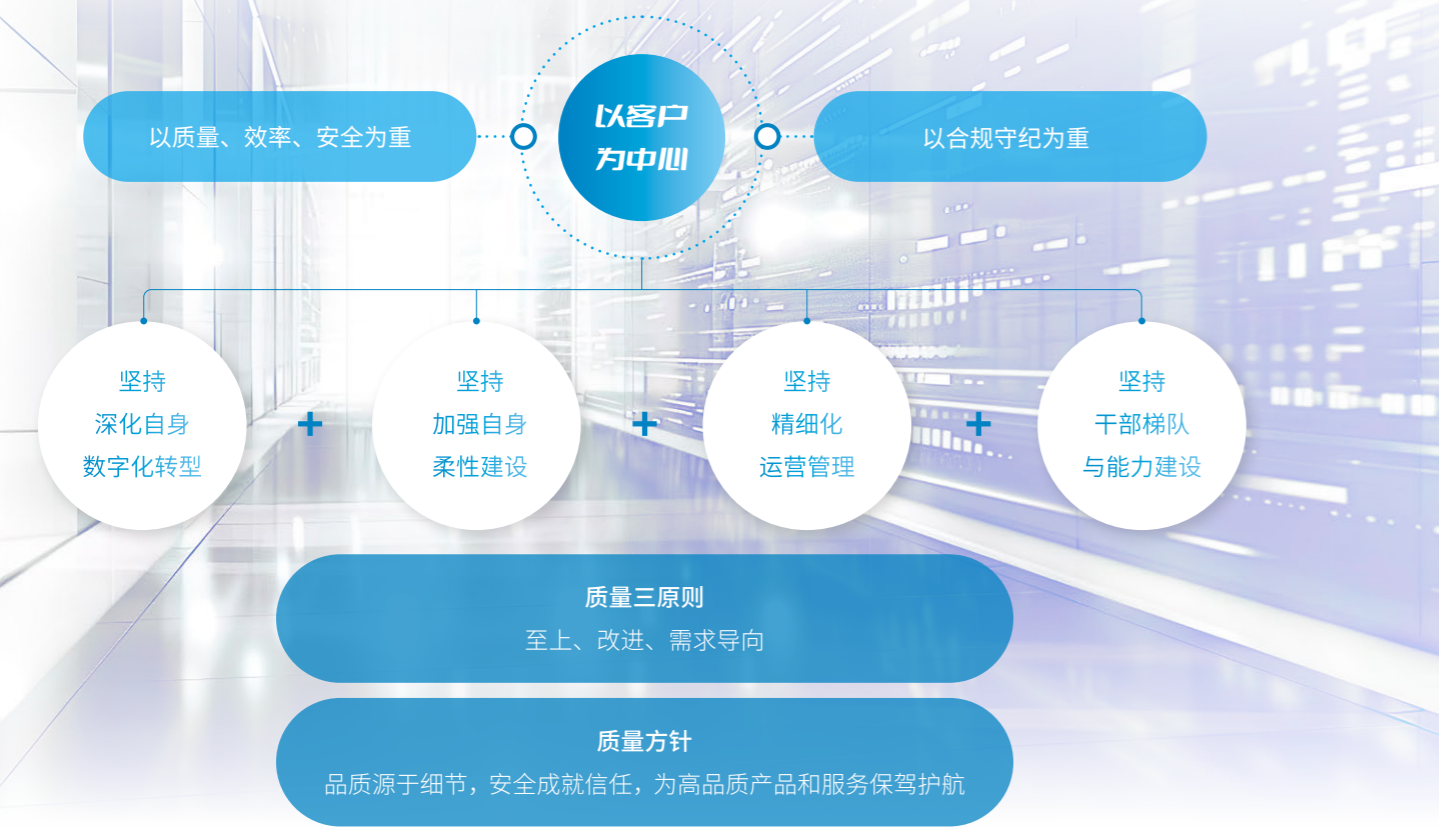 以客户
为中心
以质量、效率、安全为重
以合规守纪为重
坚持
深化自身
数字化转型
+
坚持
加强自身
柔性建设
+
坚持
精细化
运营管理
+
坚持
干部梯队
与能力建设
质量三原则
至上、改进、需求导向
质量方针
品质源于细节，安全成就信任，为高品质产品和服务保驾护航